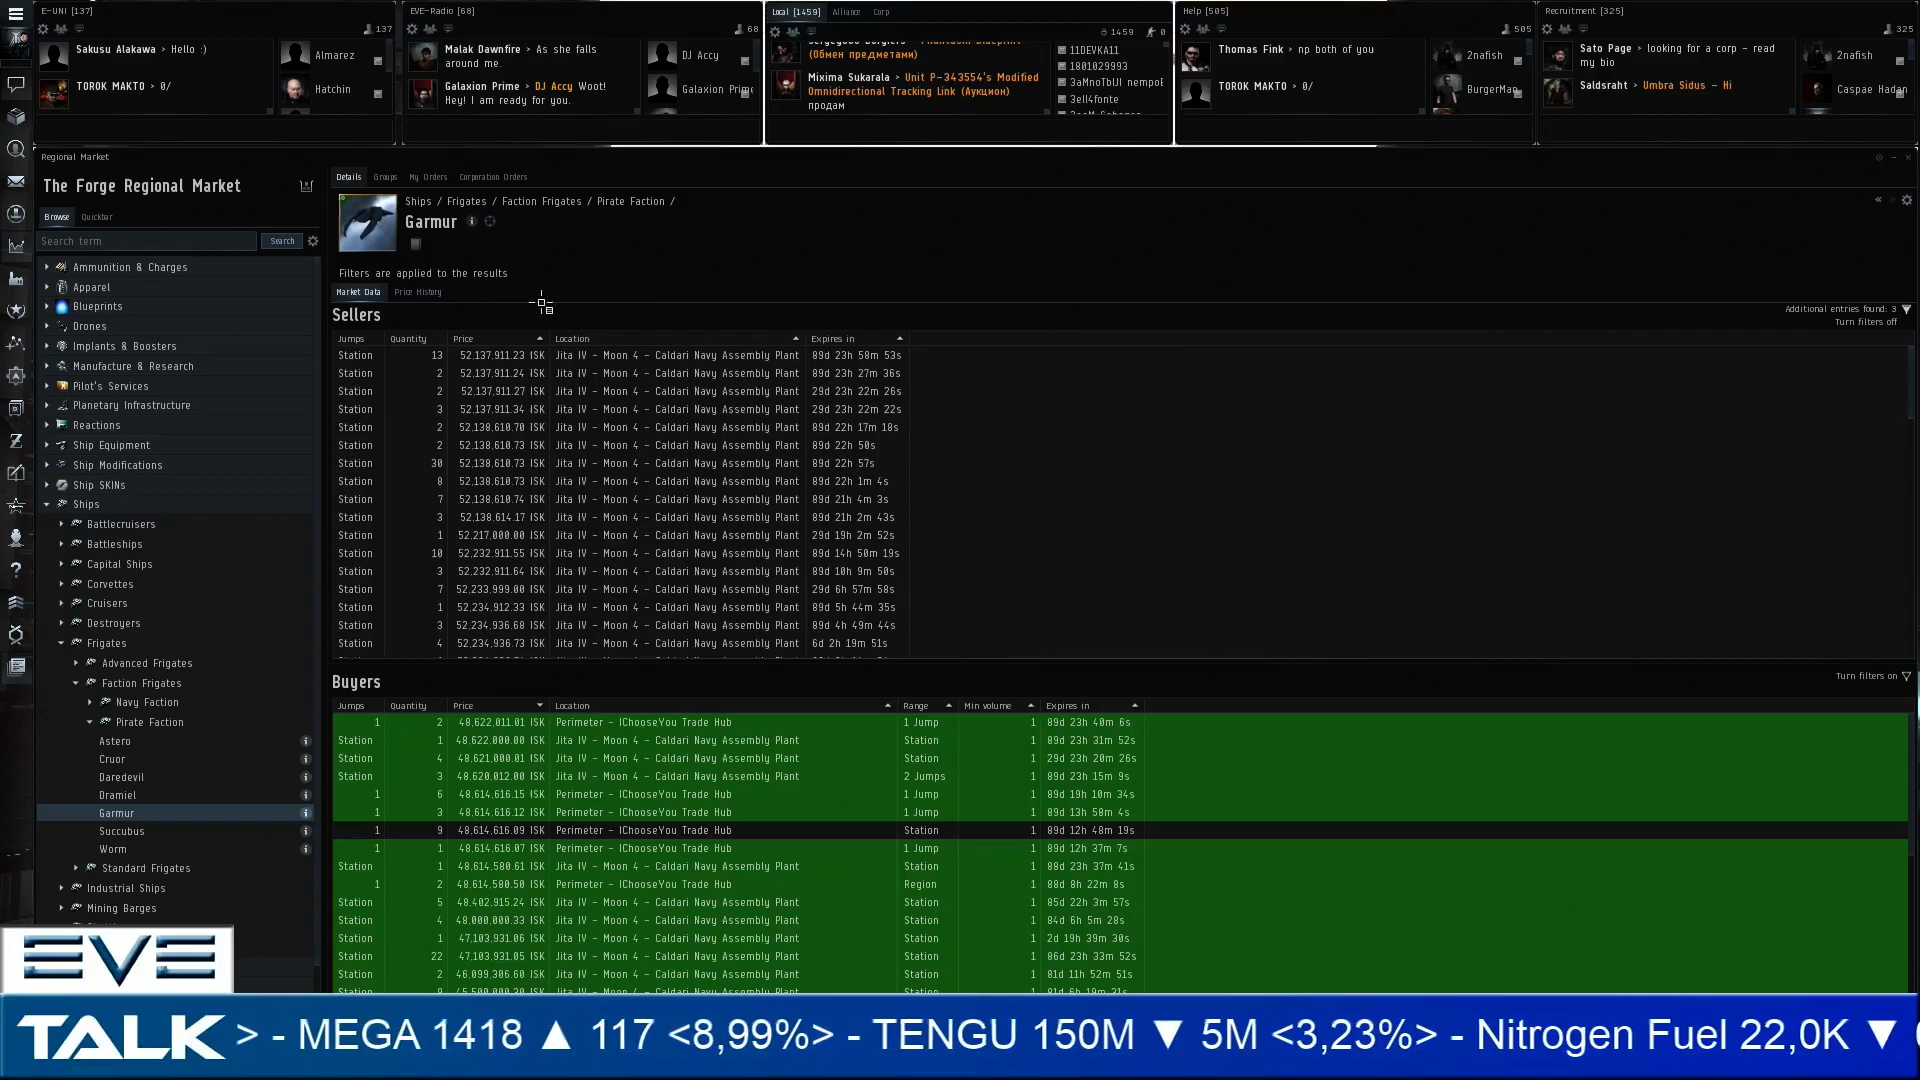 E-UNI [137]
137
Sakusu Alakawa > Hello :)
TOROK MAKTO > 0/
Almarez
Hatchin
EVE-Radio [68]
68
Malak Dawnfire > As she falls
around me.
Galaxion Prime > DJ Accy Woot!
Hey! I am ready for you.
DJ Accy
Galaxion Prime
Local [1459] Alliance Corp
1459 0
(Обмен предметами)
Mixima Sukarala > Unit P-343554's Modified
Omnidirectional Tracking Link (Аукцион)
продам
11DEVKA11
1801029993
3ell4fonte
Help [505]
505
Thomas Fink > np both of you
TOROK MAKTO > 0/
2nafish
BurgerMan
Recruitment [325]
325
Sato Page > looking for a corp - read
my bio
Saldsraht > Umbra Sidus - Hi
2nafish
Caspae Hadan
Regional Market
The Forge Regional Market
Browse Quickbar
Search term Search
Ammunition & Charges
Apparel
Blueprints
Drones
Implants & Boosters
Manufacture & Research
Pilot's Services
Planetary Infrastructure
Reactions
Ship Equipment
Ship Modifications
Ship SKINs
Ships
Battlecruisers
Battleships
Capital Ships
Corvettes
Cruisers
Destroyers
Frigates
Advanced Frigates
Faction Frigates
Navy Faction
Pirate Faction
Astero
Cruor
Daredevil
Dramiel
Garmur
Succubus
Worm
Standard Frigates
Industrial Ships
Mining Barges
Details Groups My Orders Corporation Orders
Ships / Frigates / Faction Frigates / Pirate Faction /
Garmur
Filters are applied to the results
Market Data Price History
Sellers
Additional entries found: 3
Turn filters off
Jumps Quantity Price Location Expires in
Station 13 52,137,911.23 ISK Jita IV - Moon 4 - Caldari Navy Assembly Plant 89d 23h 58m 53s
Station 2 52,137,911.24 ISK Jita IV - Moon 4 - Caldari Navy Assembly Plant 89d 23h 27m 36s
Station 2 52,137,911.27 ISK Jita IV - Moon 4 - Caldari Navy Assembly Plant 29d 23h 22m 26s
Station 3 52,137,911.34 ISK Jita IV - Moon 4 - Caldari Navy Assembly Plant 29d 23h 22m 22s
Station 2 52,138,610.70 ISK Jita IV - Moon 4 - Caldari Navy Assembly Plant 89d 22h 17m 18s
Station 2 52,138,610.73 ISK Jita IV - Moon 4 - Caldari Navy Assembly Plant 89d 22h 50s
Station 30 52,138,610.73 ISK Jita IV - Moon 4 - Caldari Navy Assembly Plant 89d 22h 57s
Station 8 52,138,610.73 ISK Jita IV - Moon 4 - Caldari Navy Assembly Plant 89d 22h 1m 4s
Station 7 52,138,610.74 ISK Jita IV - Moon 4 - Caldari Navy Assembly Plant 89d 21h 4m 3s
Station 3 52,138,614.17 ISK Jita IV - Moon 4 - Caldari Navy Assembly Plant 89d 21h 2m 43s
Station 1 52,217,000.00 ISK Jita IV - Moon 4 - Caldari Navy Assembly Plant 29d 19h 2m 52s
Station 10 52,232,911.55 ISK Jita IV - Moon 4 - Caldari Navy Assembly Plant 89d 14h 50m 19s
Station 3 52,232,911.64 ISK Jita IV - Moon 4 - Caldari Navy Assembly Plant 89d 10h 9m 50s
Station 7 52,233,999.00 ISK Jita IV - Moon 4 - Caldari Navy Assembly Plant 29d 6h 57m 58s
Station 1 52,234,912.33 ISK Jita IV - Moon 4 - Caldari Navy Assembly Plant 89d 5h 44m 35s
Station 3 52,234,936.68 ISK Jita IV - Moon 4 - Caldari Navy Assembly Plant 89d 4h 49m 44s
Station 4 52,234,936.73 ISK Jita IV - Moon 4 - Caldari Navy Assembly Plant 6d 2h 19m 51s
Buyers
Turn filters on
Jumps Quantity Price Location Range Min volume Expires in
1 2 48,622,011.01 ISK Perimeter - IChooseYou Trade Hub 1 Jump 1 89d 23h 40m 6s
Station 1 48,622,000.00 ISK Jita IV - Moon 4 - Caldari Navy Assembly Plant Station 1 89d 23h 31m 52s
Station 4 48,621,000.01 ISK Jita IV - Moon 4 - Caldari Navy Assembly Plant Station 1 29d 23h 20m 26s
Station 3 48,620,012.00 ISK Jita IV - Moon 4 - Caldari Navy Assembly Plant 2 Jumps 1 89d 23h 15m 9s
1 6 48,614,616.15 ISK Perimeter - IChooseYou Trade Hub 1 Jump 1 89d 19h 10m 34s
1 3 48,614,616.12 ISK Perimeter - IChooseYou Trade Hub 1 Jump 1 89d 13h 58m 4s
1 9 48,614,616.09 ISK Perimeter - IChooseYou Trade Hub Station 1 89d 12h 48m 19s
1 1 48,614,616.07 ISK Perimeter - IChooseYou Trade Hub 1 Jump 1 89d 12h 37m 7s
Station 1 48,614,580.61 ISK Jita IV - Moon 4 - Caldari Navy Assembly Plant Station 1 88d 23h 37m 41s
1 2 48,614,580.50 ISK Perimeter - IChooseYou Trade Hub Region 1 88d 8h 22m 8s
Station 5 48,402,915.24 ISK Jita IV - Moon 4 - Caldari Navy Assembly Plant Station 1 85d 22h 3m 57s
Station 4 48,000,000.33 ISK Jita IV - Moon 4 - Caldari Navy Assembly Plant Station 1 84d 6h 5m 28s
Station 1 47,103,931.06 ISK Jita IV - Moon 4 - Caldari Navy Assembly Plant Station 1 2d 19h 39m 30s
Station 22 47,103,931.05 ISK Jita IV - Moon 4 - Caldari Navy Assembly Plant Station 1 86d 23h 33m 52s
Station 2 46,099,306.60 ISK Jita IV - Moon 4 - Caldari Navy Assembly Plant Station 1 81d 11h 52m 51s
EVE
TALK > - MEGA 1418 ▲ 117 <8,99%> - TENGU 150M ▼ 5M <3,23%> - Nitrogen Fuel 22,0K ▼